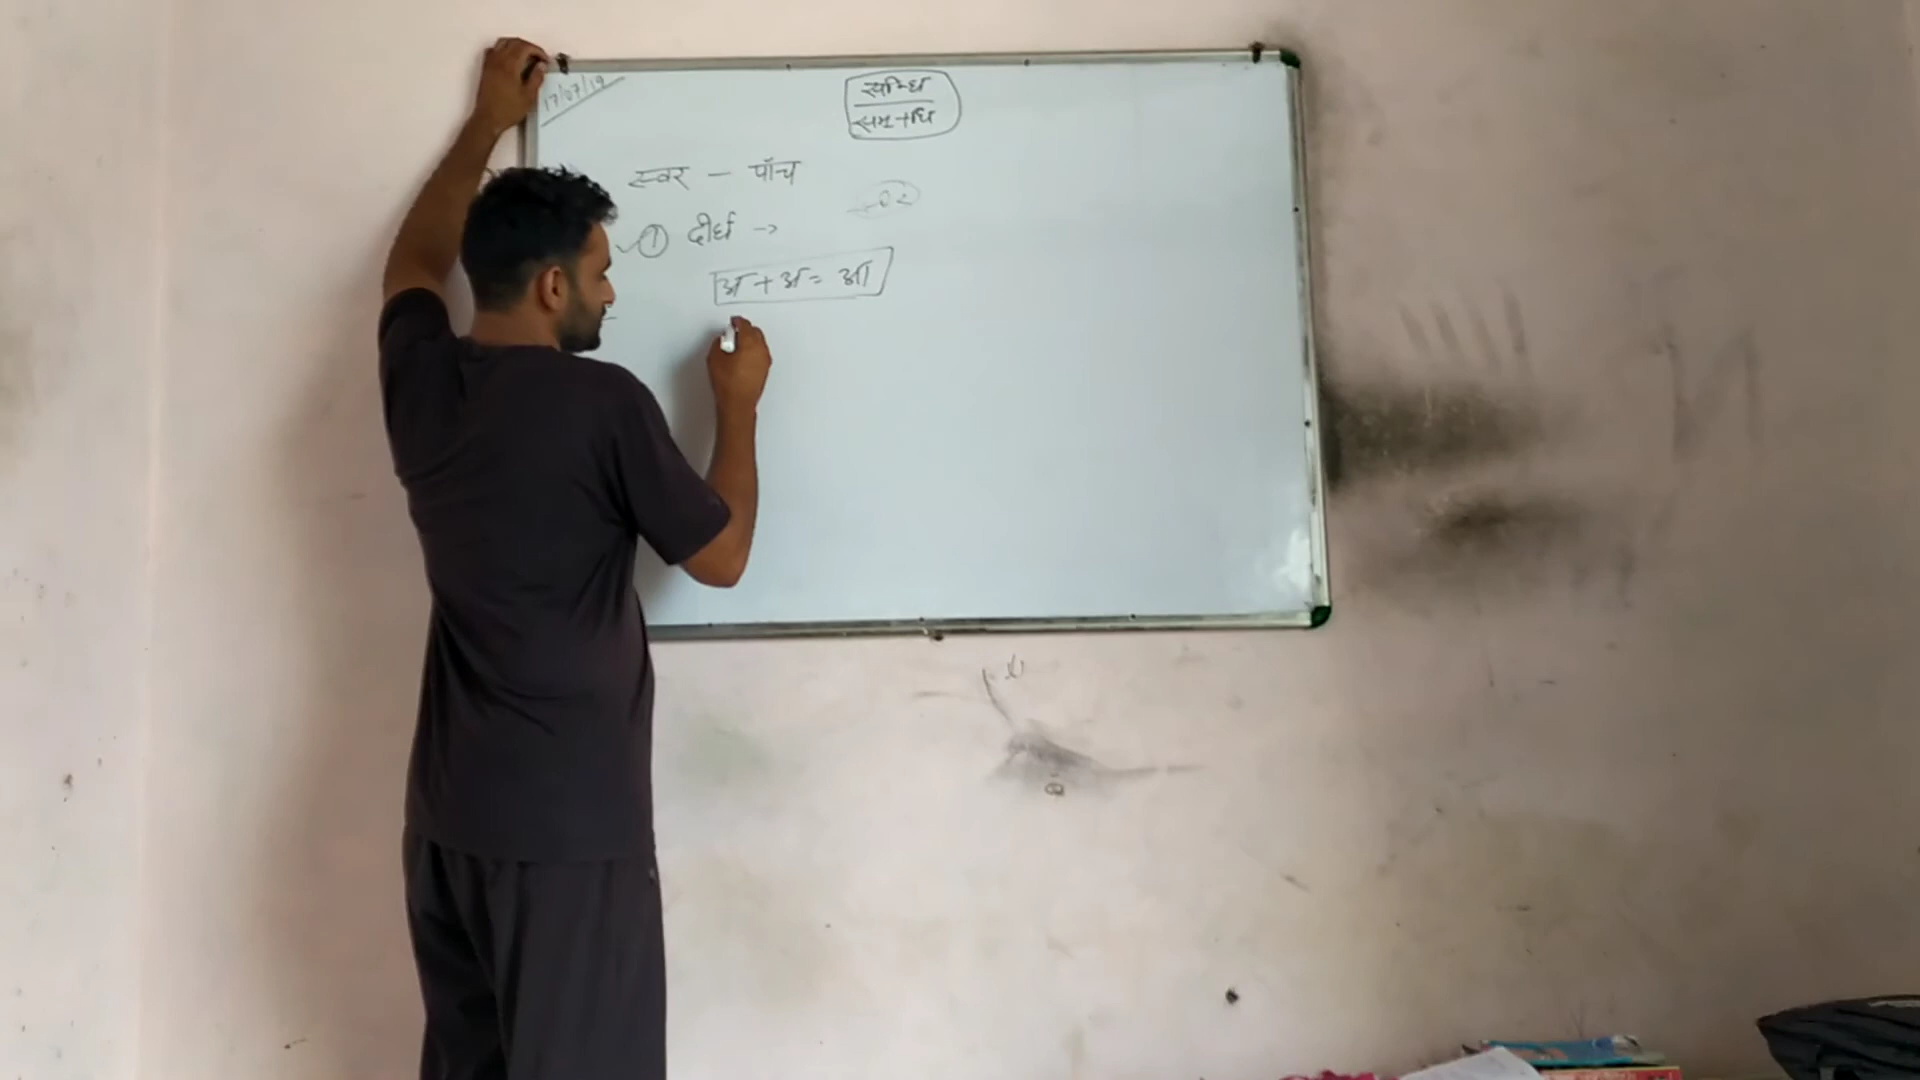 17/07/19
सन्धि
सम्+धि
स्वर – पाँच
① दीर्घ →
अ + अ = आ